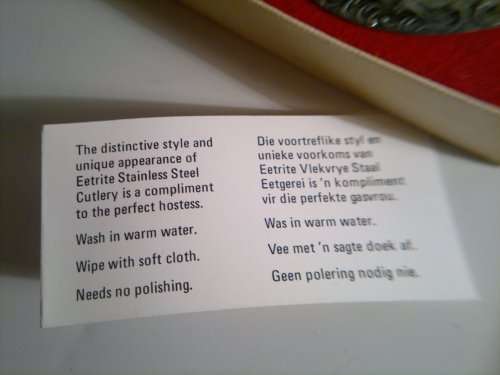 The distinctive style and
unique appearance of
Eetrite Stainless Steel
Cutlery is a compliment
to the perfect hostess.
Wash in warm water.
Wipe with soft cloth.
Needs no polishing.
Die voortreflike styl en
unieke voorkoms van
Eetrite Vlekvrye Staal
Eetgerei is 'n kompliment
vir die perfekte gasvrou.
Was in warm water.
Vee met 'n sagte doek af.
Geen polering nodig nie.